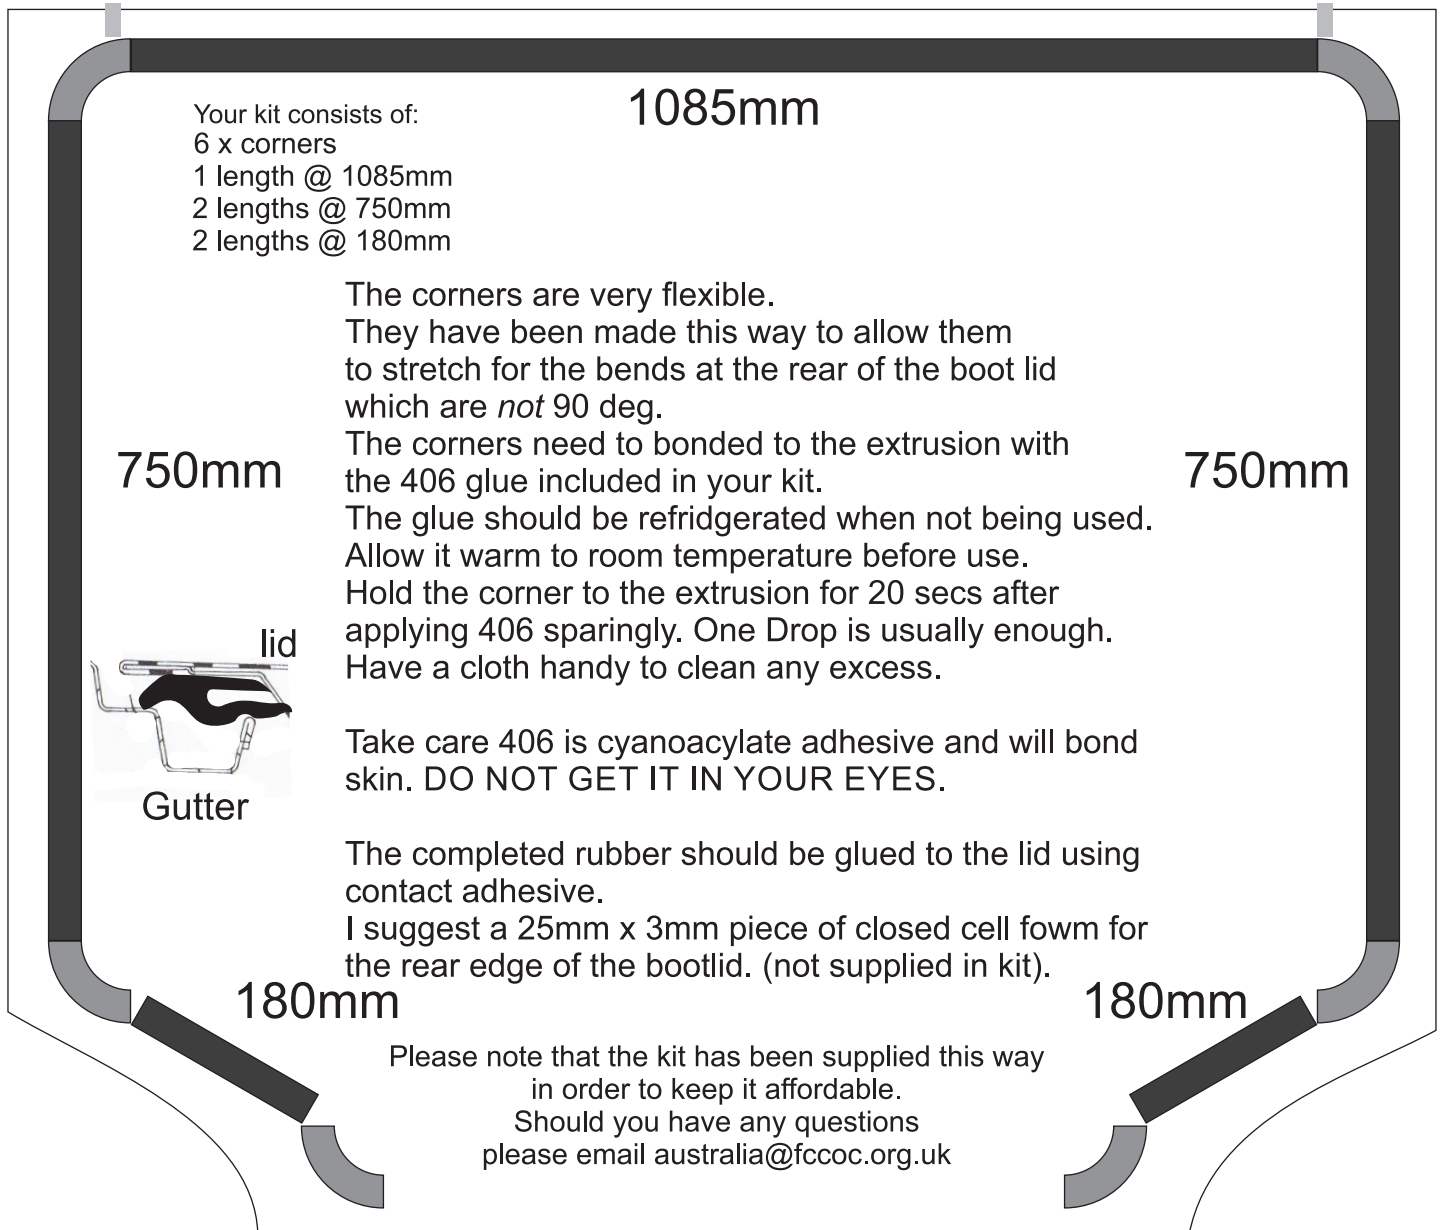 1085mm
Your kit consists of:
6 x corners
1 length @ 1085mm
2 lengths @ 750mm
2 lengths @ 180mm
The corners are very flexible.
They have been made this way to allow them
to stretch for the bends at the rear of the boot lid
which are not 90 deg.
The corners need to bonded to the extrusion with
the 406 glue included in your kit.
The glue should be refridgerated when not being used.
Allow it warm to room temperature before use.
Hold the corner to the extrusion for 20 secs after
applying 406 sparingly. One Drop is usually enough.
Have a cloth handy to clean any excess.
750mm
750mm
lid
Gutter
Take care 406 is cyanoacylate adhesive and will bond
skin. DO NOT GET IT IN YOUR EYES.
The completed rubber should be glued to the lid using
contact adhesive.
I suggest a 25mm x 3mm piece of closed cell fowm for
the rear edge of the bootlid. (not supplied in kit).
180mm
180mm
Please note that the kit has been supplied this way
in order to keep it affordable.
Should you have any questions
please email australia@fccoc.org.uk